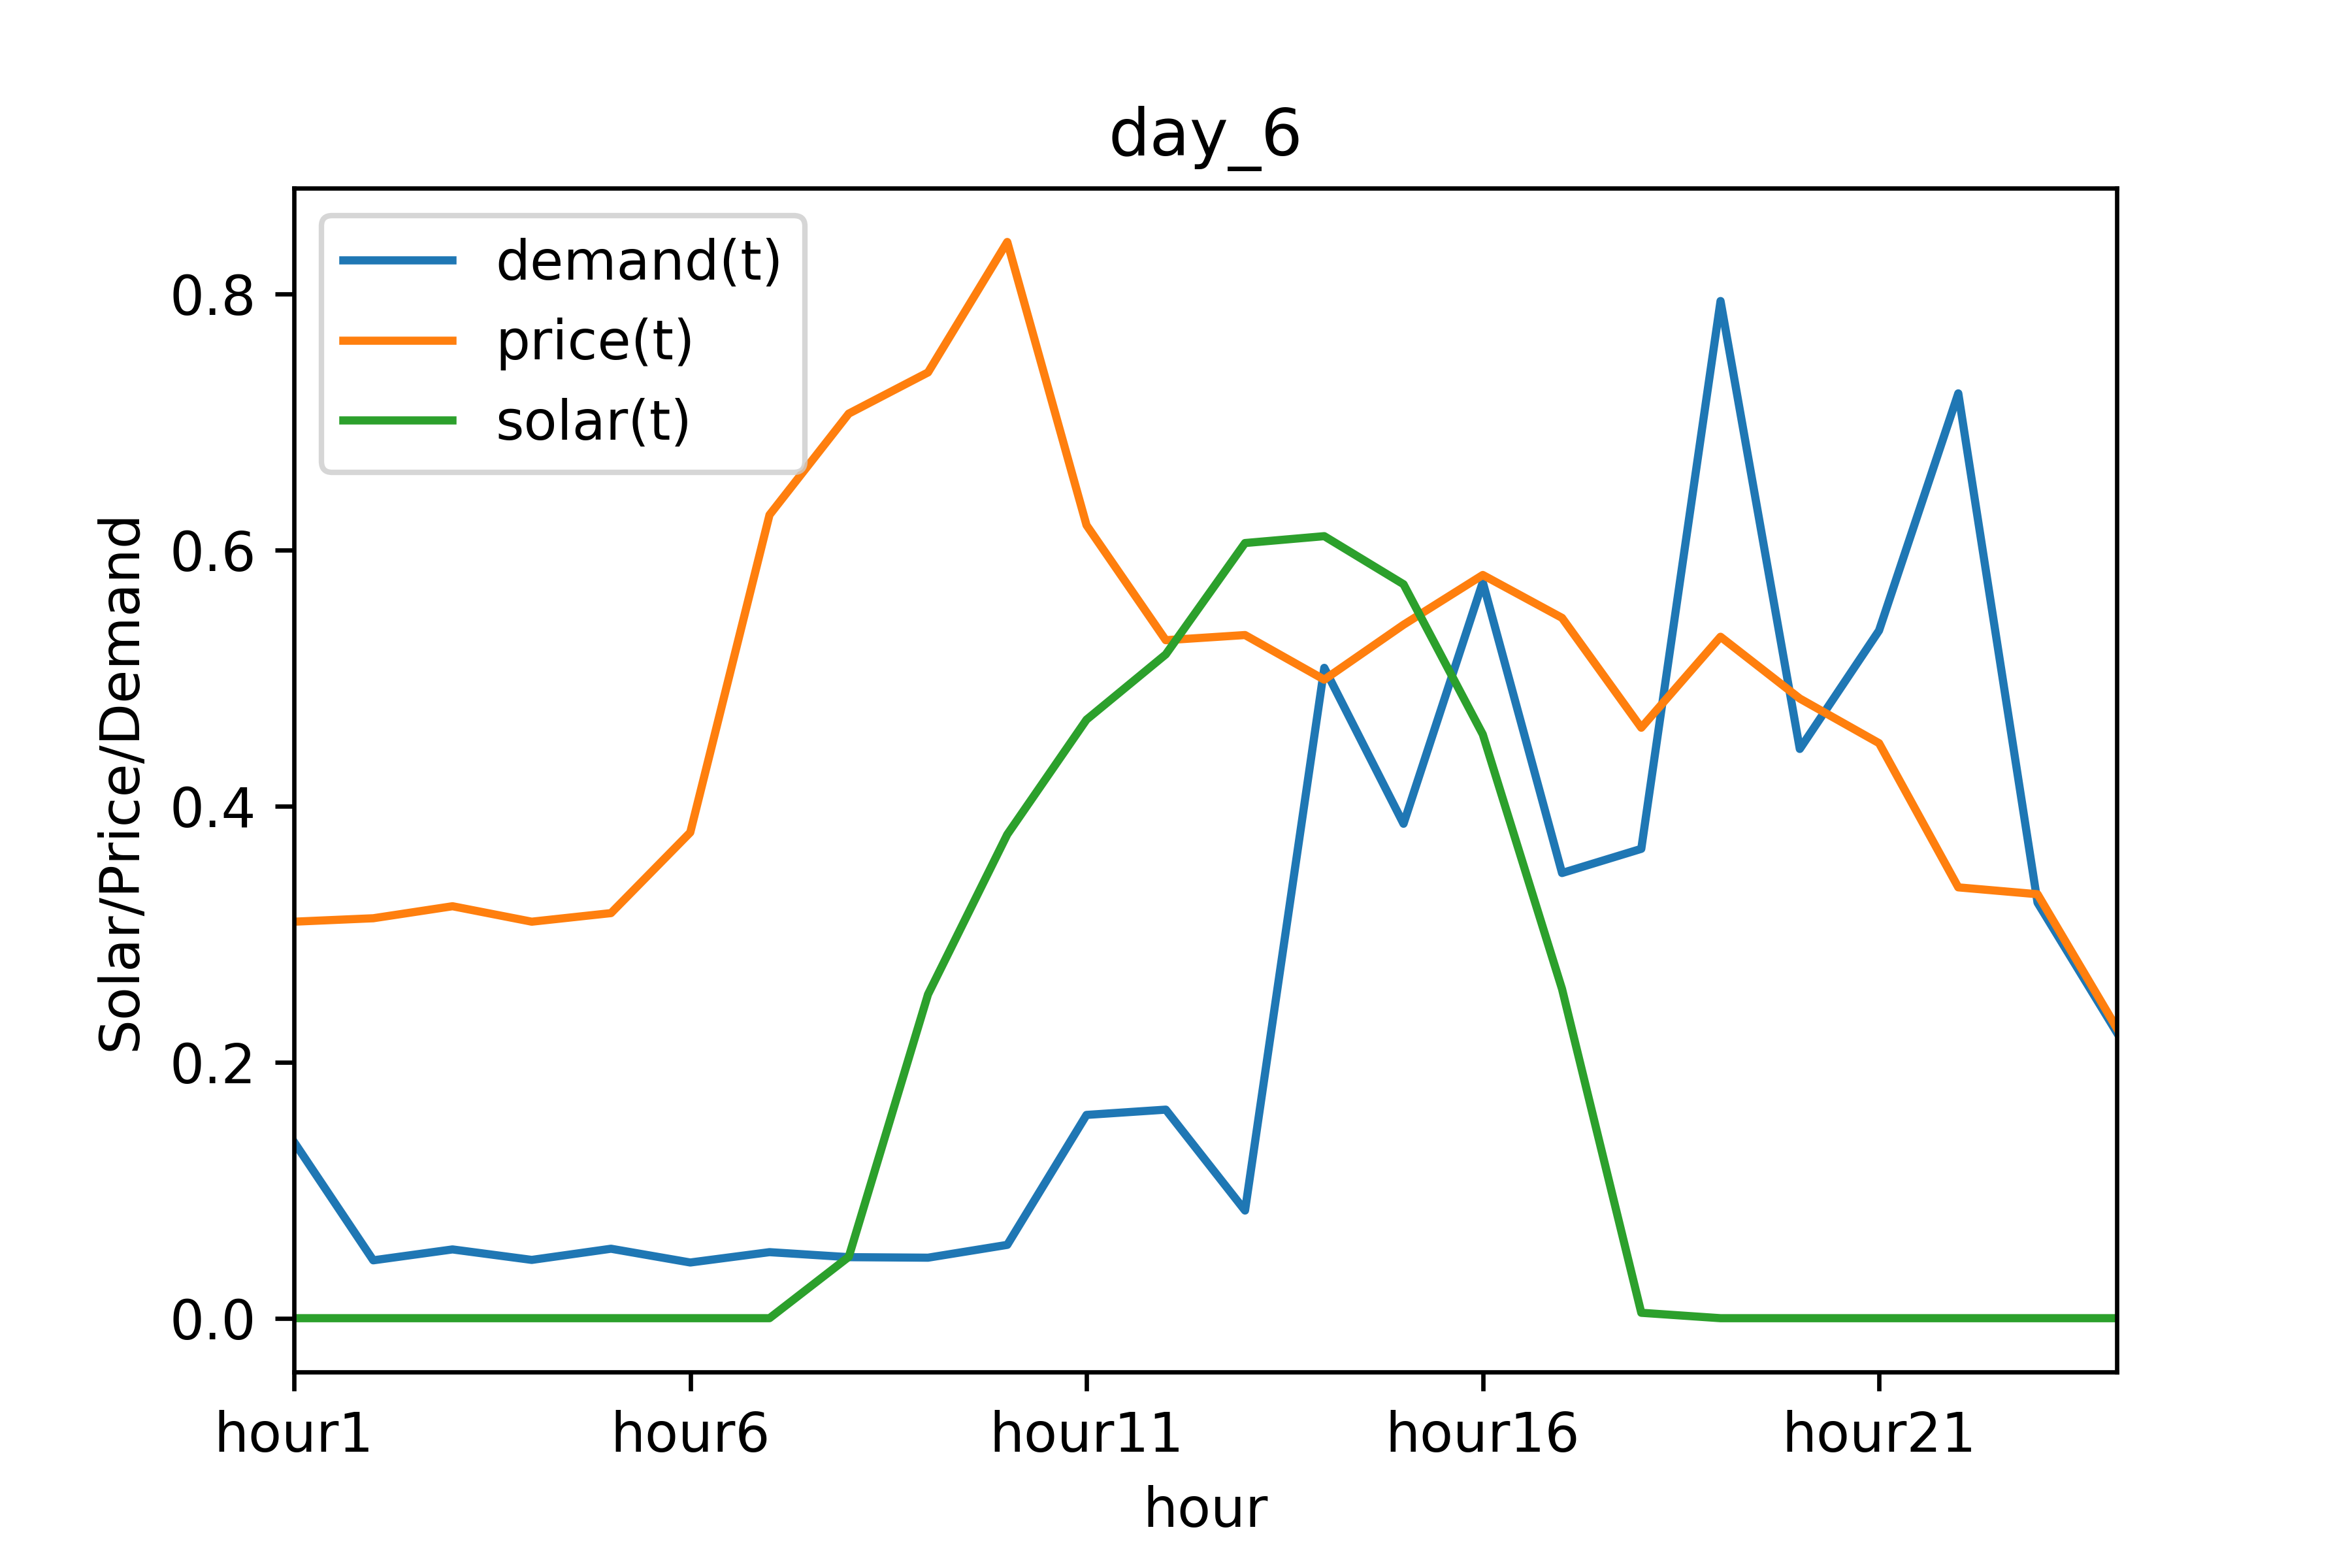 day_6
demand(t)
price(t)
solar(t)
Solar/Price/Demand
0.8
0.6
0.4
0.2
0.0
hour1 hour6 hour11 hour16 hour21
hour